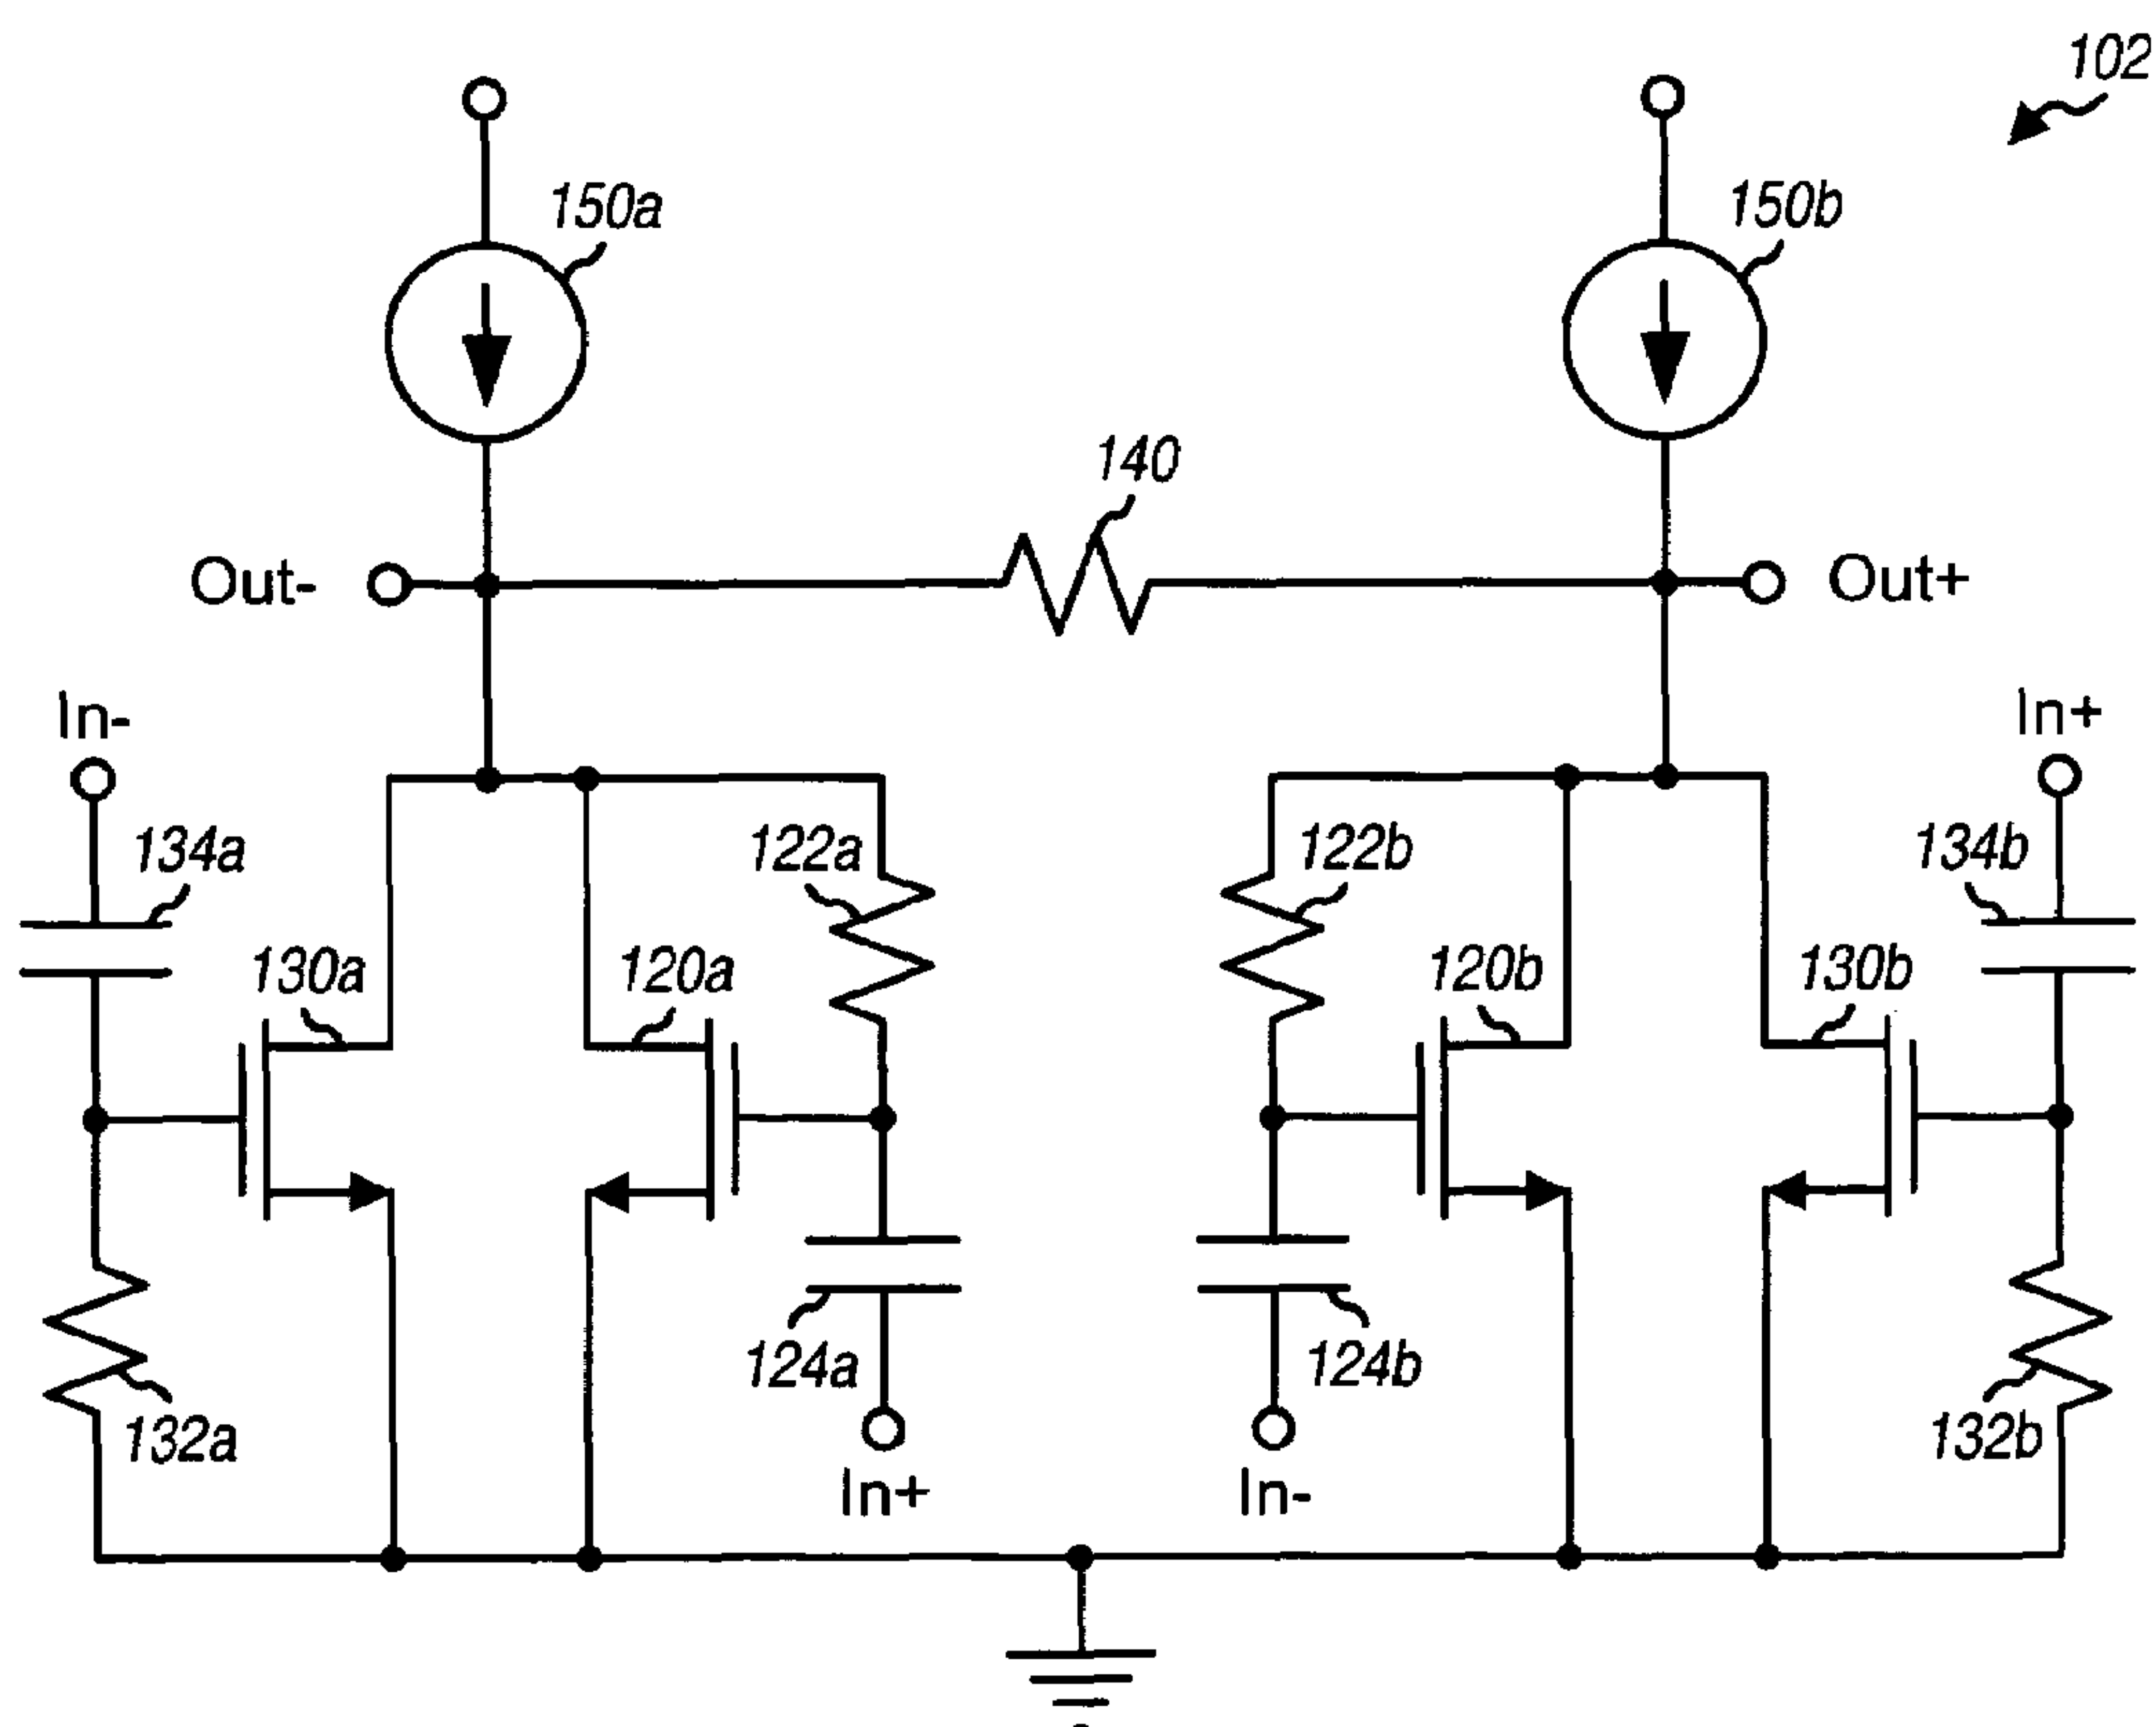 102
150a
150b
140
Out-
Out+
In-
In+
134a
122a
122b
134b
130a
120a
120b
130b
124a
124b
132a
132b
In+
In-